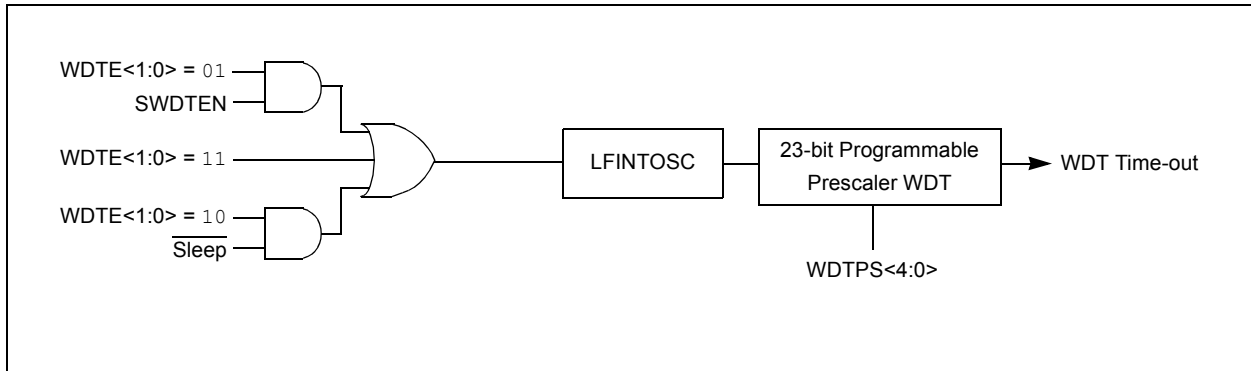 WDTE<1:0> = 01
SWDTEN
WDTE<1:0> = 11
WDTE<1:0> = 10
Sleep
LFINTOSC
23-bit Programmable
Prescaler WDT
WDT Time-out
WDTPS<4:0>